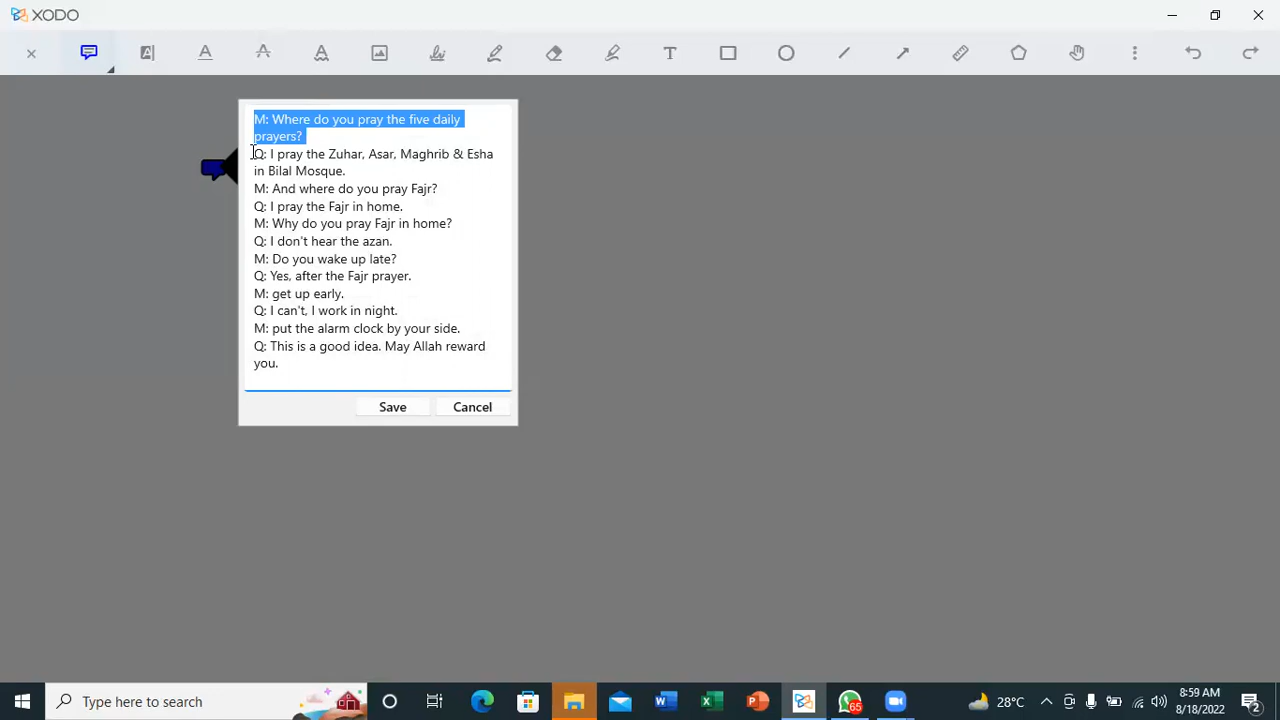 XODO
M: Where do you pray the five daily
prayers?
Q: I pray the Zuhar, Asar, Maghrib & Esha
in Bilal Mosque.
M: And where do you pray Fajr?
Q: I pray the Fajr in home.
M: Why do you pray Fajr in home?
Q: I don't hear the azan.
M: Do you wake up late?
Q: Yes, after the Fajr prayer.
M: get up early.
Q: I can't, I work in night.
M: put the alarm clock by your side.
Q: This is a good idea. May Allah reward
you.
Save Cancel
Type here to search
65
28°C
8:59 AM
8/18/2022
2